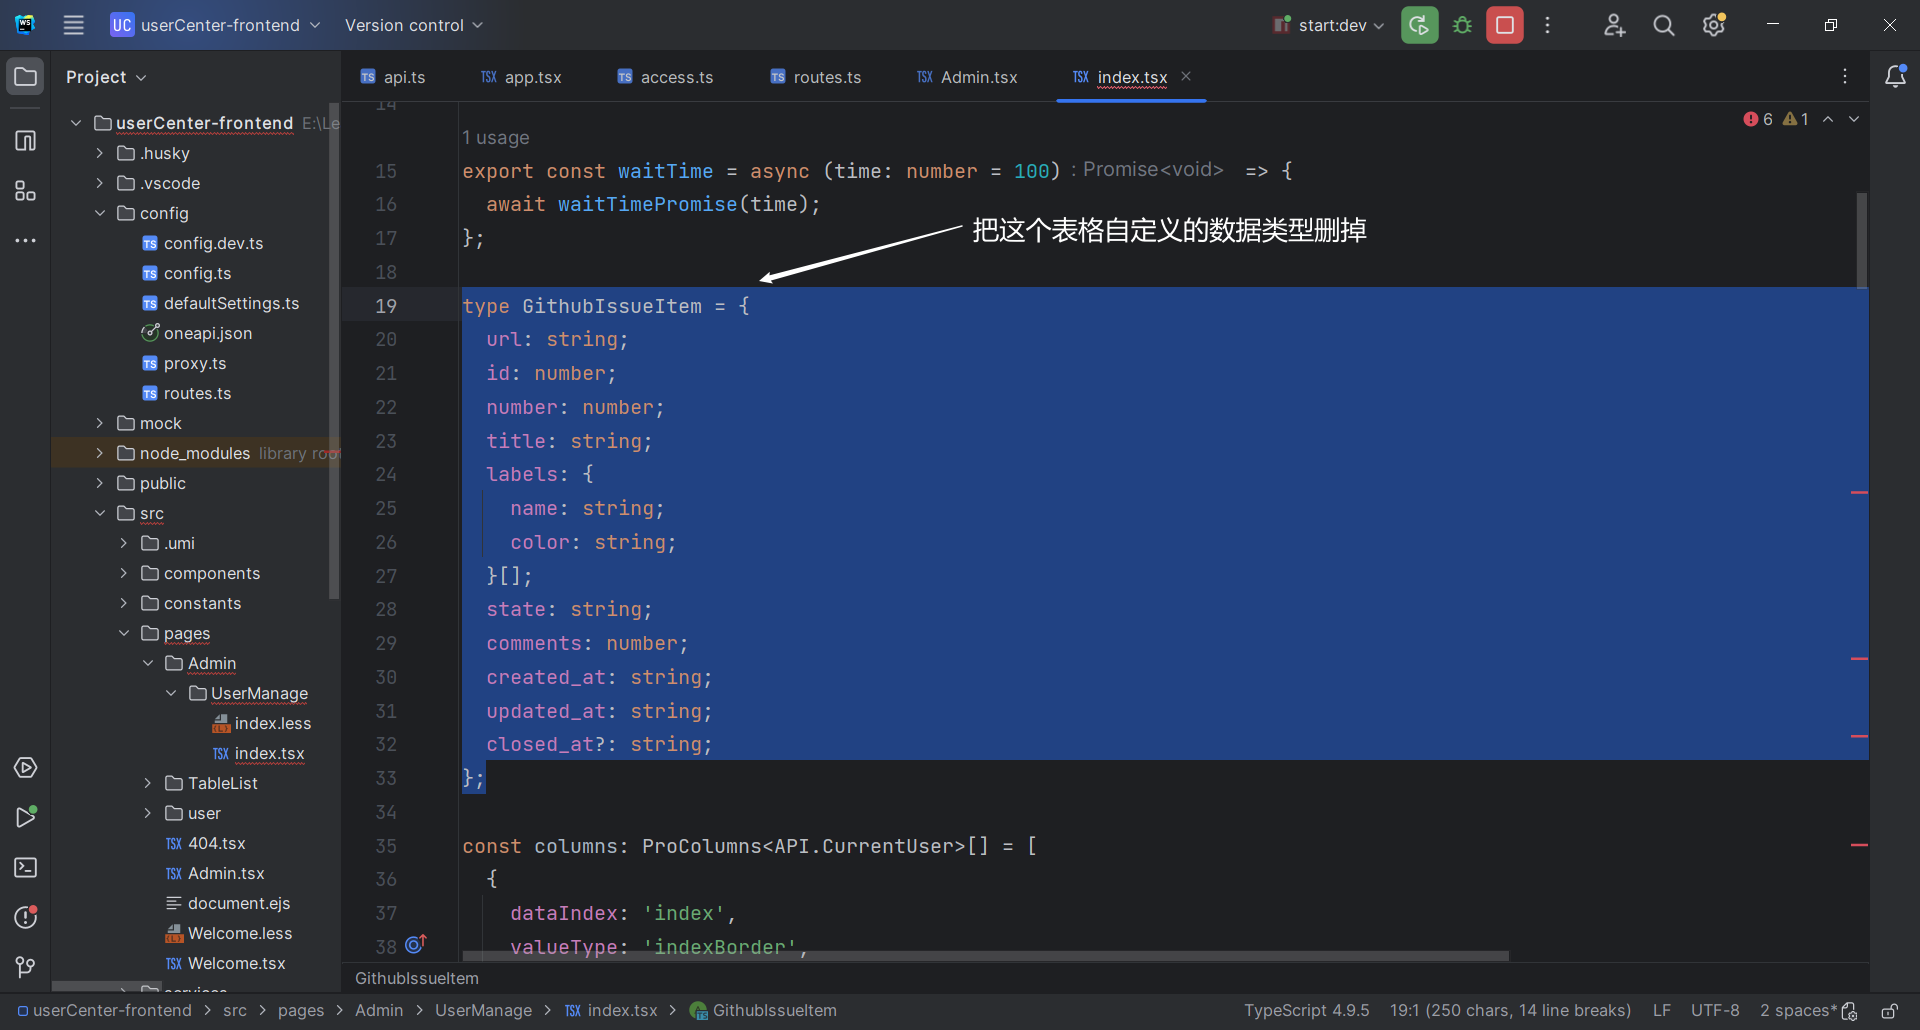 UC userCenter-frontend Version control start:dev
Project
api.ts app.tsx access.ts routes.ts Admin.tsx index.tsx
userCenter-frontend E:\Le
.husky
.vscode
config
config.dev.ts
config.ts
defaultSettings.ts
oneapi.json
proxy.ts
routes.ts
mock
node_modules library root
public
src
.umi
components
constants
pages
Admin
UserManage
index.less
index.tsx
TableList
user
404.tsx
Admin.tsx
document.ejs
Welcome.less
Welcome.tsx
services
6 1
14
1 usage
15 export const waitTime = async (time: number = 100) : Promise<void> => {
16 await waitTimePromise(time);
17 };
把这个表格自定义的数据类型删掉
18
19 type GithubIssueItem = {
20 url: string;
21 id: number;
22 number: number;
23 title: string;
24 labels: {
25 name: string;
26 color: string;
27 }[];
28 state: string;
29 comments: number;
30 created_at: string;
31 updated_at: string;
32 closed_at?: string;
33 };
34
35 const columns: ProColumns<API.CurrentUser>[] = [
36 {
37 dataIndex: 'index',
38 valueType: 'indexBorder',
GithubIssueItem
userCenter-frontend > src > pages > Admin > UserManage > index.tsx > GithubIssueItem TypeScript 4.9.5 19:1 (250 chars, 14 line breaks) LF UTF-8 2 spaces*